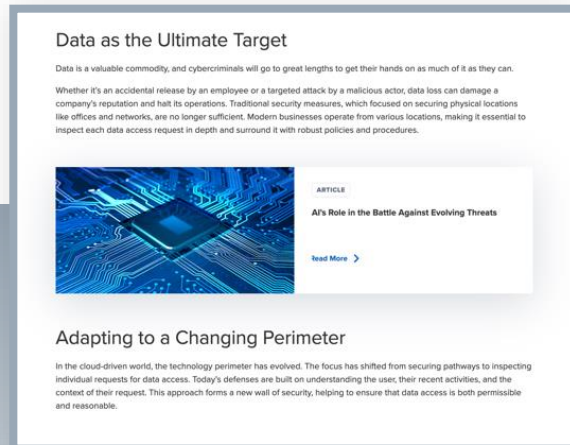 Data as the Ultimate Target
Data is a valuable commodity, and cybercriminals will go to great lengths to get their hands on as much of it as they can.
Whether it's an accidental release by an employee or a targeted attack by a malicious actor, data loss can damage a
company's reputation and halt its operations. Traditional security measures, which focused on securing physical locations
like offices and networks, are no longer sufficient. Modern businesses operate from various locations, making it essential to
inspect each data access request in depth and surround it with robust policies and procedures.
ARTICLE
AI's Role in the Battle Against Evolving Threats
Read More
Adapting to a Changing Perimeter
In the cloud-driven world, the technology perimeter has evolved. The focus has shifted from securing pathways to inspecting
individual requests for data access. Today's defenses are built on understanding the user, their recent activities, and the
context of their request. This approach forms a new wall of security, helping to ensure that data access is both permissible
and reasonable.